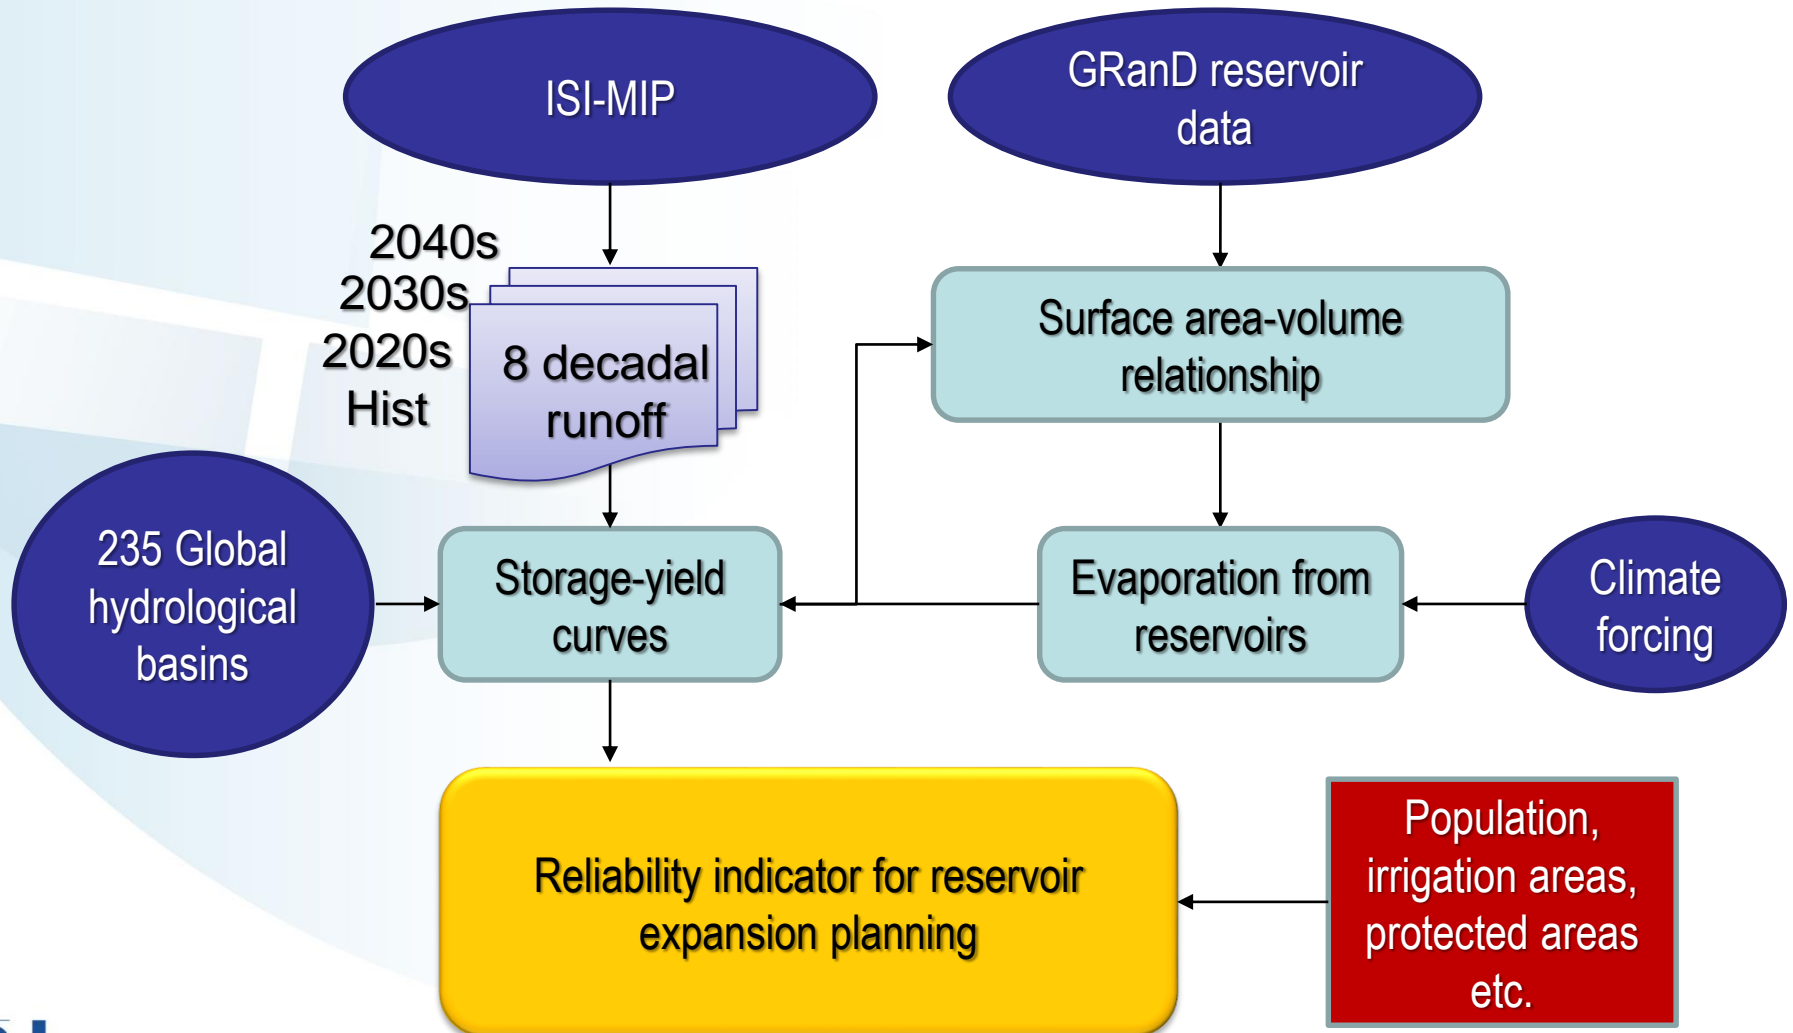 ISI-MIP
GRanD reservoir
data
2040s
2030s
2020s
Hist
8 decadal
runoff
Surface area-volume
relationship
235 Global
hydrological
basins
Storage-yield
curves
Evaporation from
reservoirs
Climate
forcing
Reliability indicator for reservoir
expansion planning
Population,
irrigation areas,
protected areas
etc.